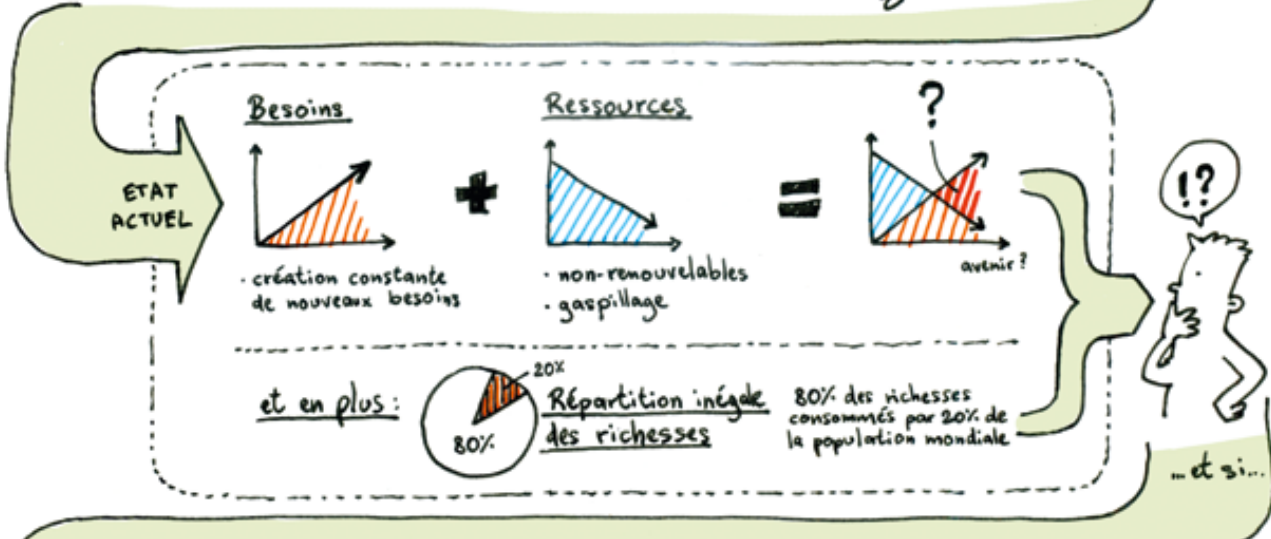 Besoins
Ressources
?
!?
ETAT
ACTUEL
+
=
avenir ?
· création constante
de nouveaux besoins
· non-renouvelables
· gaspillage
et en plus :
20%
80%
Répartition inégale
des richesses
80% des richesses
consommés par 20% de
la population mondiale
...et si...